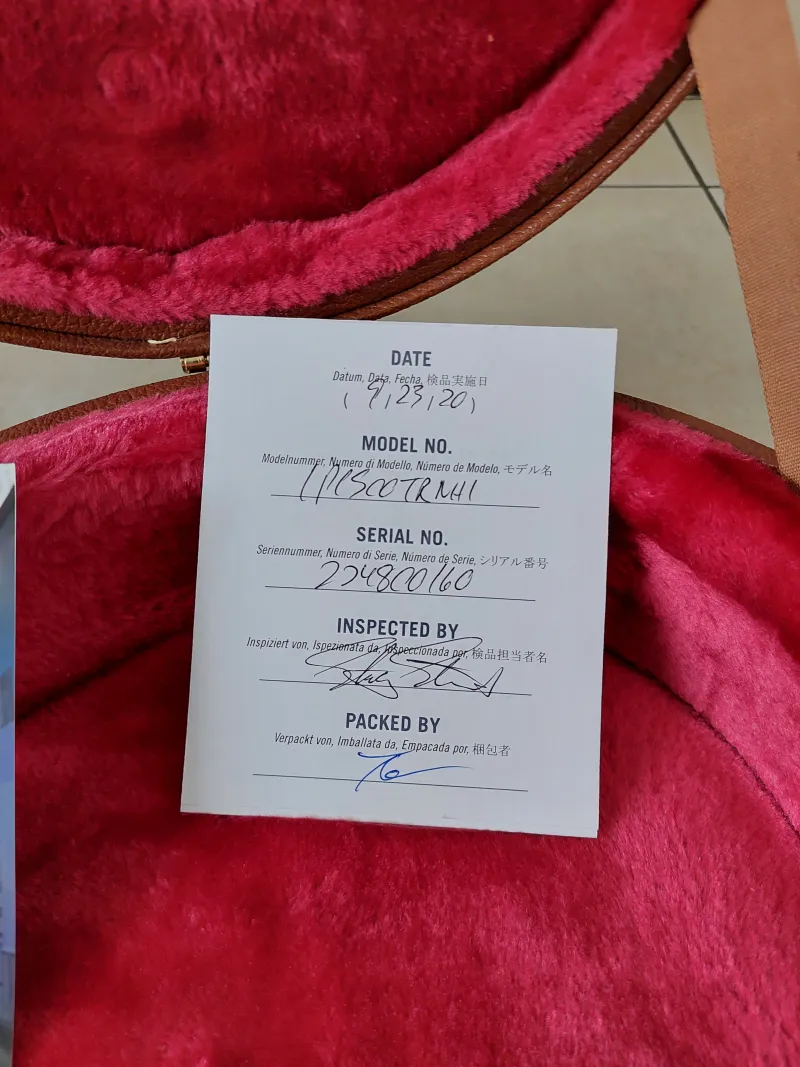 DATE
Datum, Data, Fecha, 検品実施日
(9/23/20)
MODEL NO.
Modelnummer, Numero di Modello, Número de Modelo, モデル名
SERIAL NO.
Seriennummer, Numero di Serie, Número de Serie, シリアル番号
224800160
INSPECTED BY
Inspiziert von, Ispezionata da, Inspeccionada por, 検品担当者名
PACKED BY
Verpackt von, Imballata da, Empacada por, 梱包者